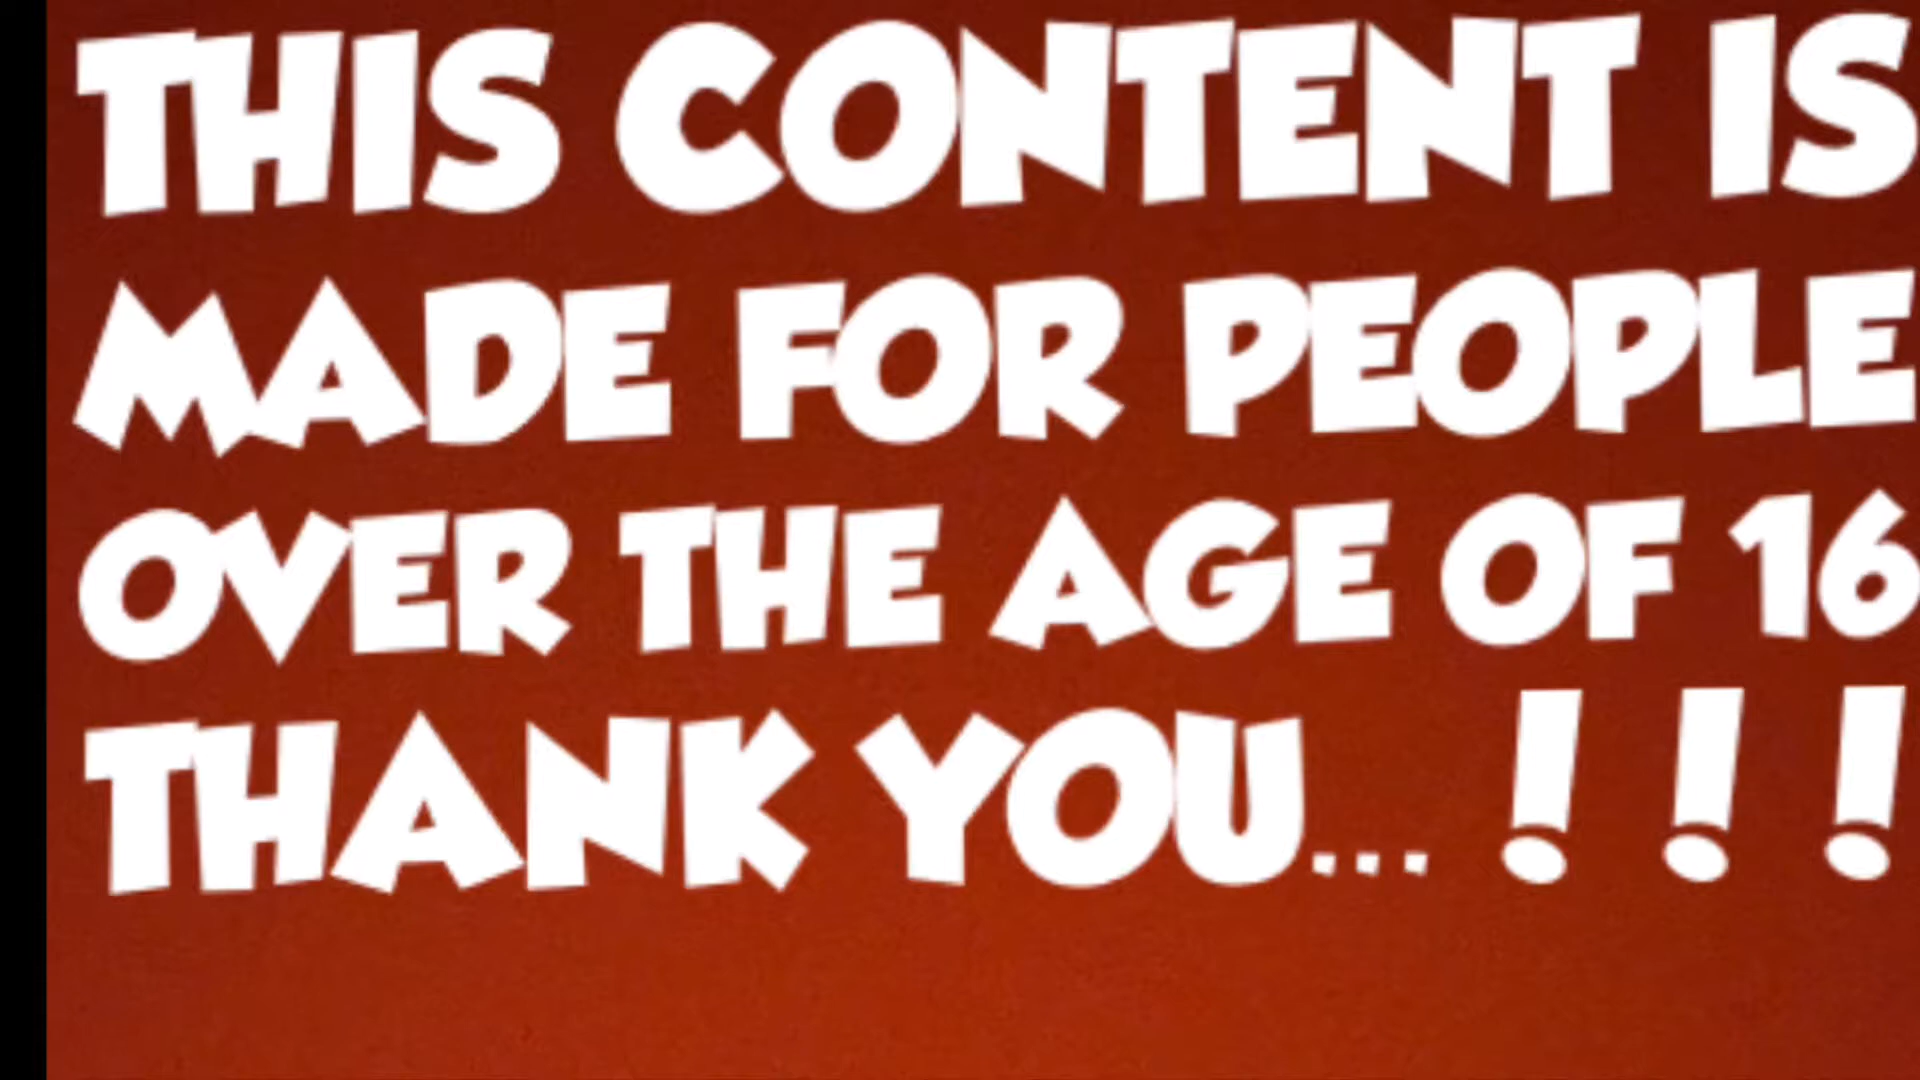 THIS CONTENT IS
MADE FOR PEOPLE
OVER THE AGE OF 16
THANK YOU... ! ! !